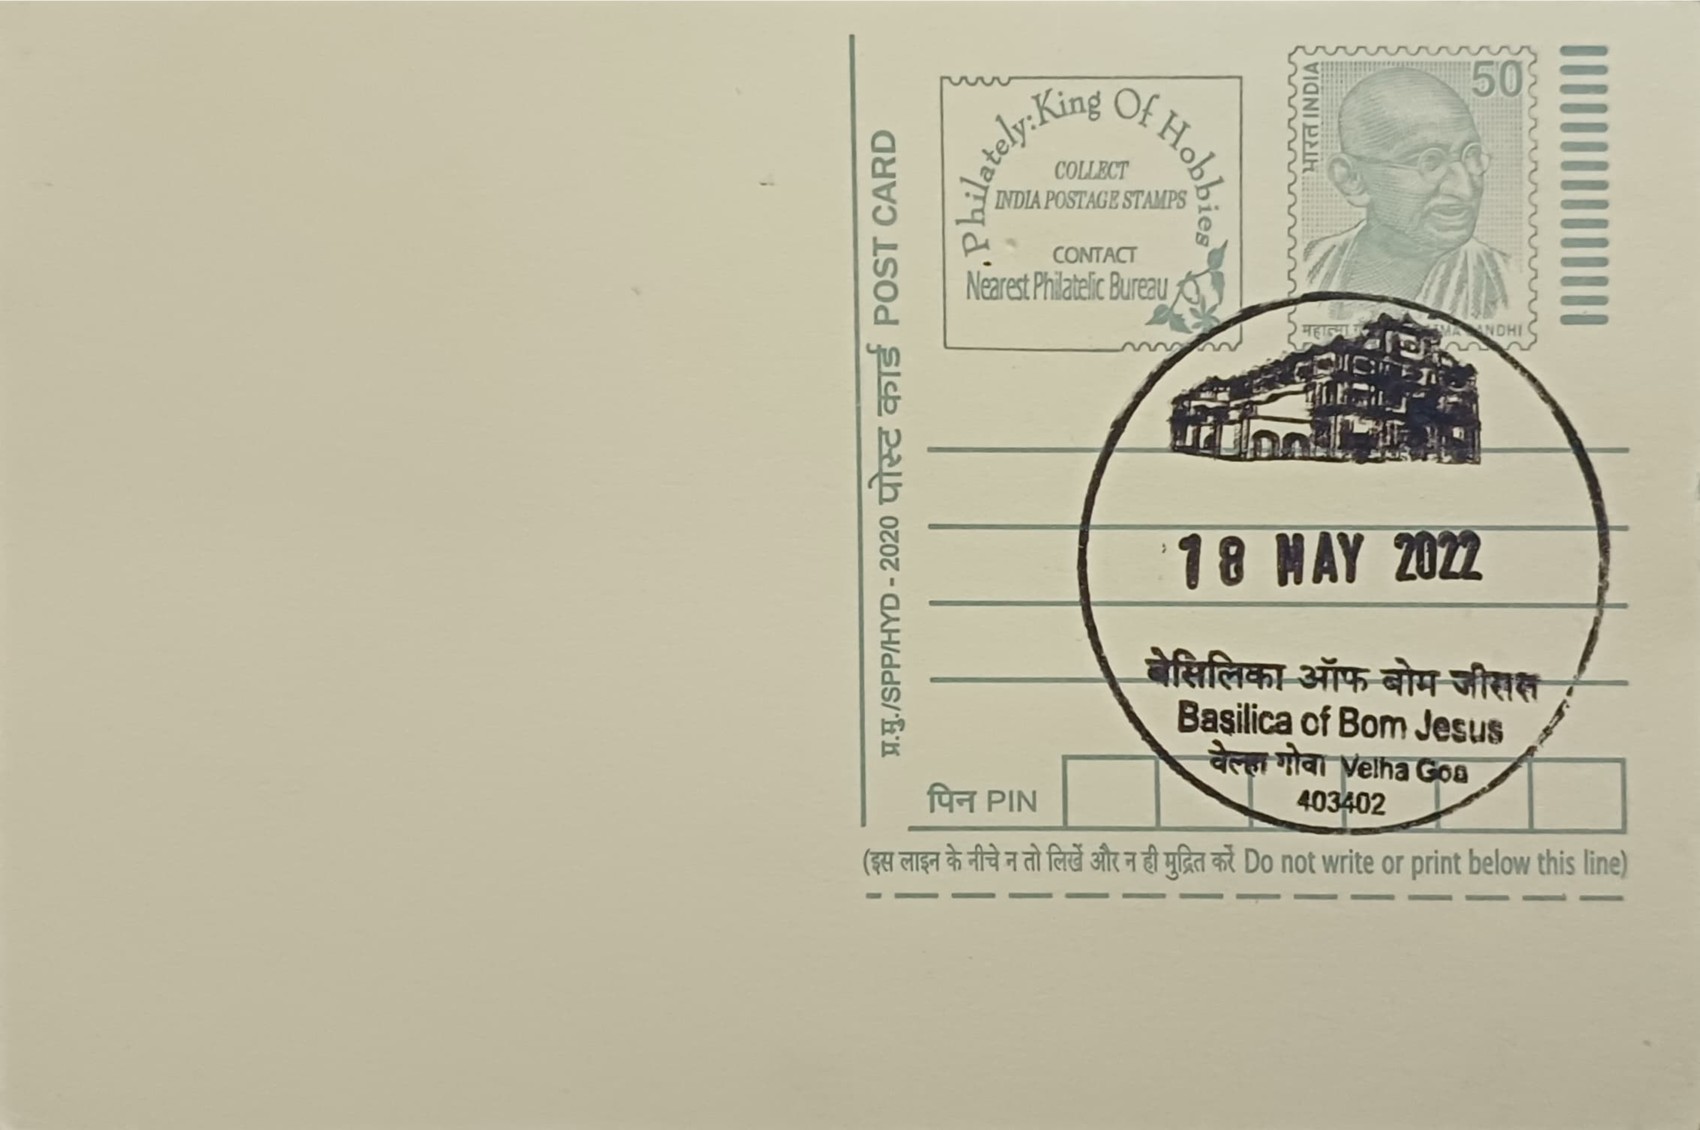 प्र.मु./SPP/HYD - 2020 पोस्ट कार्ड POST CARD
Philately: King Of Hobbies
COLLECT
INDIA POSTAGE STAMPS
CONTACT
Nearest Philatelic Bureau
भारत INDIA
50
महात्मा GANDHI
18 MAY 2022
बेसिलिका ऑफ बोम जीसस
Basilica of Bom Jesus
वेल्हा गोवा Velha Goa
403402
पिन PIN
(इस लाइन के नीचे न तो लिखें और न ही मुद्रित करें Do not write or print below this line)